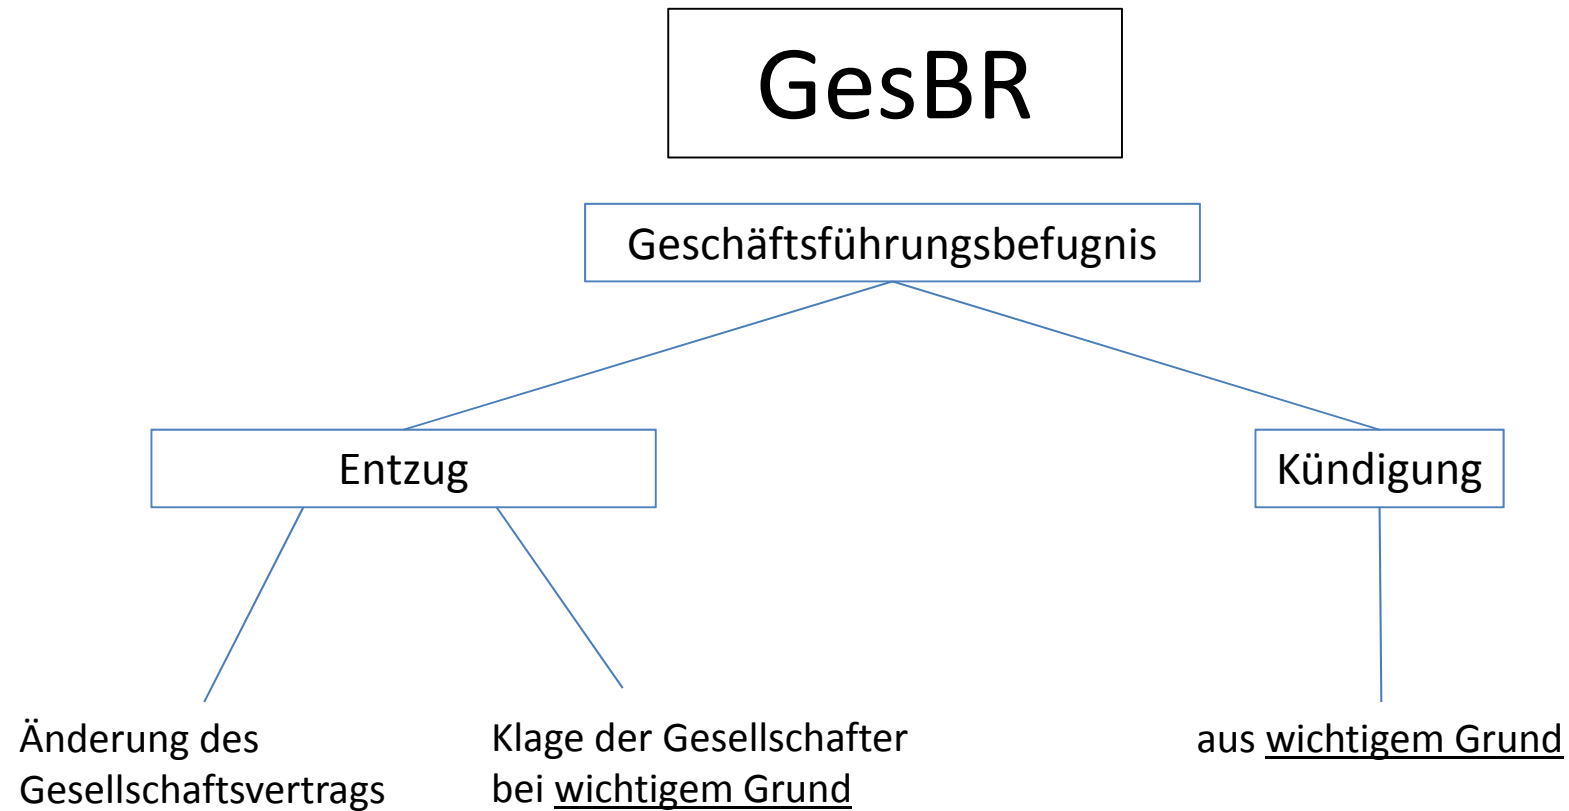 GesBR
Geschäftsführungsbefugnis
Entzug
Kündigung
Änderung des
Gesellschaftsvertrags
Klage der Gesellschafter
bei wichtigem Grund
aus wichtigem Grund